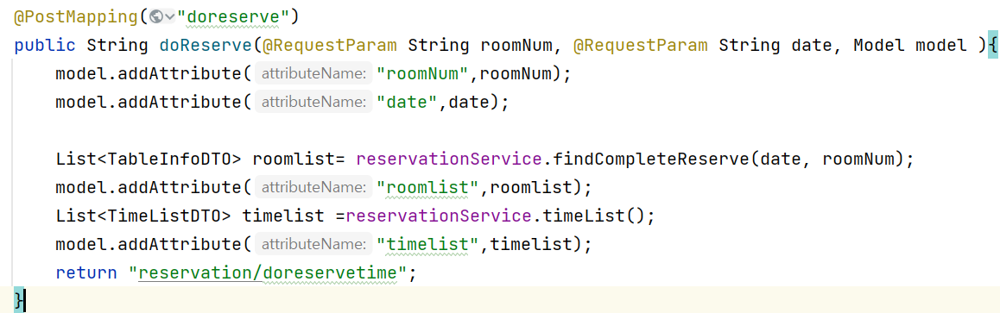 @PostMapping("doreserve")
public String doReserve(@RequestParam String roomNum, @RequestParam String date, Model model ){
model.addAttribute( attributeName: "roomNum",roomNum);
model.addAttribute( attributeName: "date",date);
List<TableInfoDTO> roomlist= reservationService.findCompleteReserve(date, roomNum);
model.addAttribute( attributeName: "roomlist",roomlist);
List<TimeListDTO> timelist =reservationService.timeList();
model.addAttribute( attributeName: "timelist",timelist);
return "reservation/doreservetime";
}